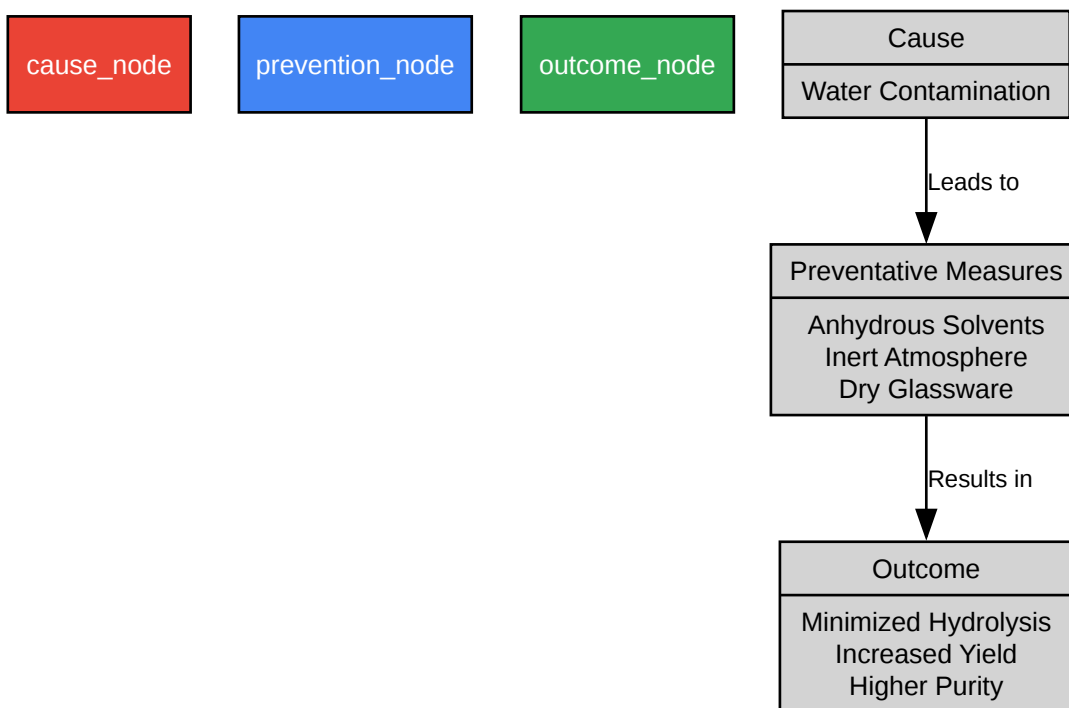 cause_node
prevention_node
outcome_node
Cause
Water Contamination
Leads to
Preventative Measures
Anhydrous Solvents
Inert Atmosphere
Dry Glassware
Results in
Outcome
Minimized Hydrolysis
Increased Yield
Higher Purity